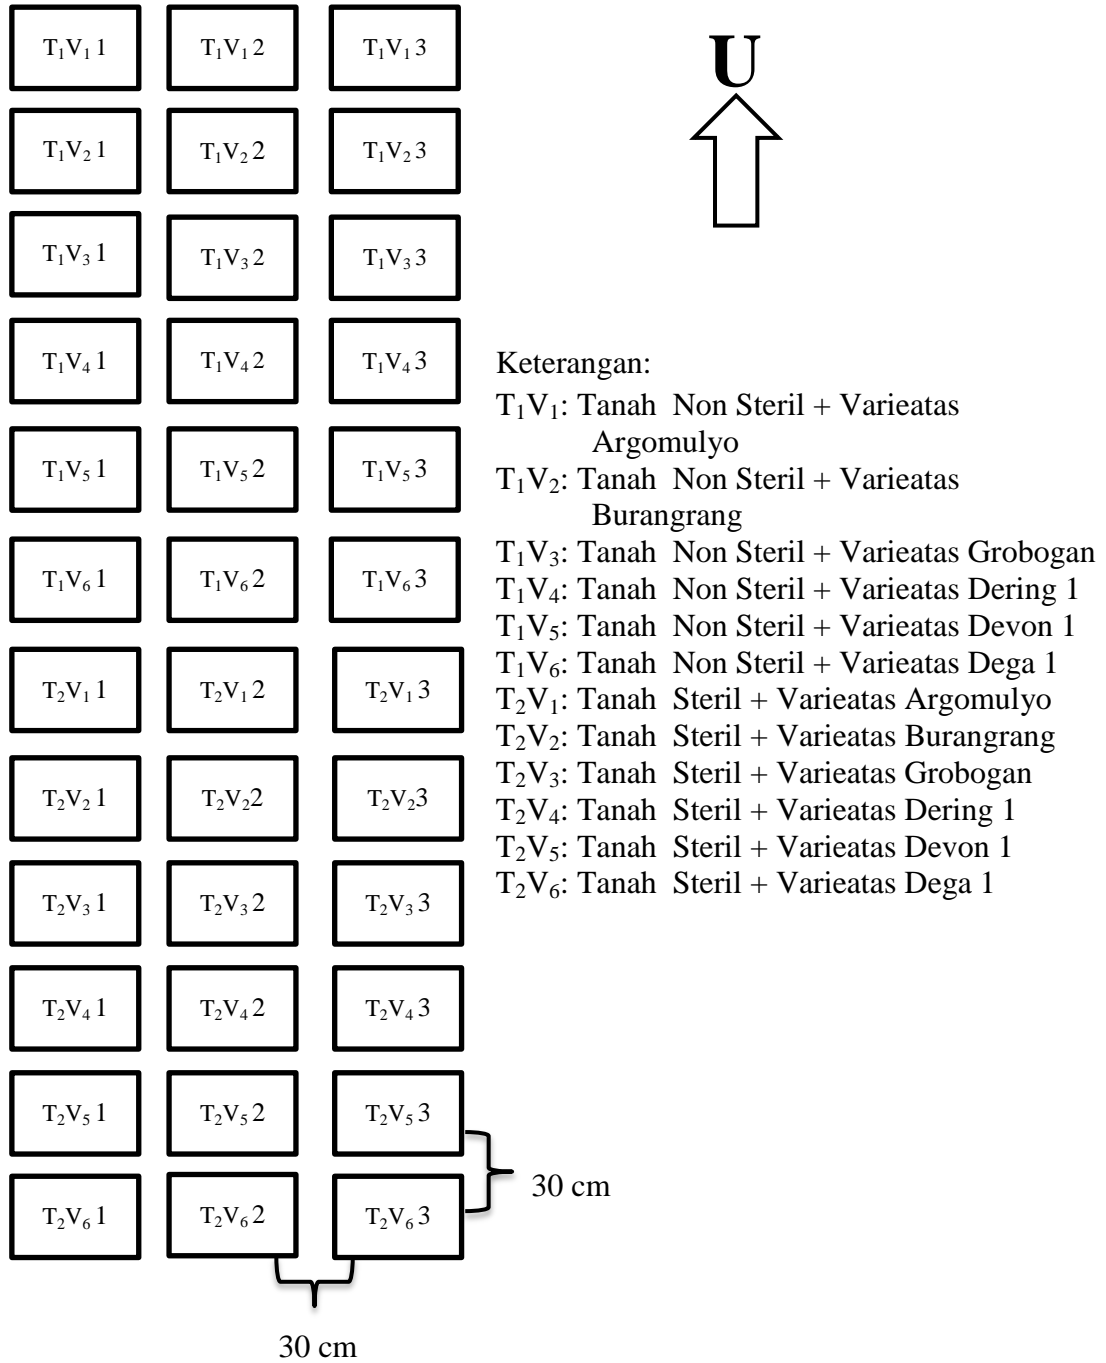 T₁V₁ 1 T₁V₁ 2 T₁V₁ 3
U
T₁V₂ 1 T₁V₂ 2 T₁V₂ 3
T₁V₃ 1 T₁V₃ 2 T₁V₃ 3
T₁V₄ 1 T₁V₄ 2 T₁V₄ 3
T₁V₅ 1 T₁V₅ 2 T₁V₅ 3
T₁V₆ 1 T₁V₆ 2 T₁V₆ 3
T₂V₁ 1 T₂V₁ 2 T₂V₁ 3
T₂V₂ 1 T₂V₂2 T₂V₂3
T₂V₃ 1 T₂V₃ 2 T₂V₃ 3
T₂V₄ 1 T₂V₄ 2 T₂V₄ 3
T₂V₅ 1 T₂V₅ 2 T₂V₅ 3
T₂V₆ 1 T₂V₆ 2 T₂V₆ 3
30 cm
30 cm
Keterangan:
T₁V₁: Tanah Non Steril + Varieatas
Argomulyo
T₁V₂: Tanah Non Steril + Varieatas
Burangrang
T₁V₃: Tanah Non Steril + Varieatas Grobogan
T₁V₄: Tanah Non Steril + Varieatas Dering 1
T₁V₅: Tanah Non Steril + Varieatas Devon 1
T₁V₆: Tanah Non Steril + Varieatas Dega 1
T₂V₁: Tanah Steril + Varieatas Argomulyo
T₂V₂: Tanah Steril + Varieatas Burangrang
T₂V₃: Tanah Steril + Varieatas Grobogan
T₂V₄: Tanah Steril + Varieatas Dering 1
T₂V₅: Tanah Steril + Varieatas Devon 1
T₂V₆: Tanah Steril + Varieatas Dega 1